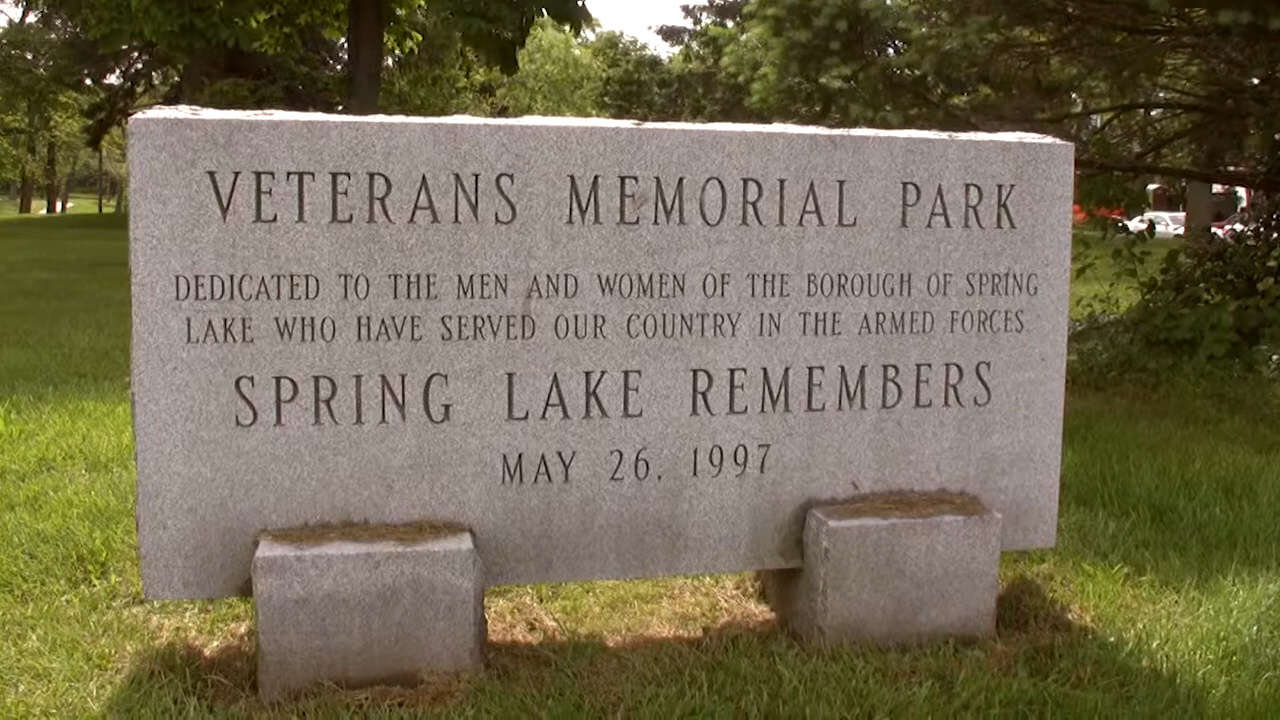 VETERANS MEMORIAL PARK
DEDICATED TO THE MEN AND WOMEN OF THE BOROUGH OF SPRING
LAKE WHO HAVE SERVED OUR COUNTRY IN THE ARMED FORCES
SPRING LAKE REMEMBERS
MAY 26, 1997